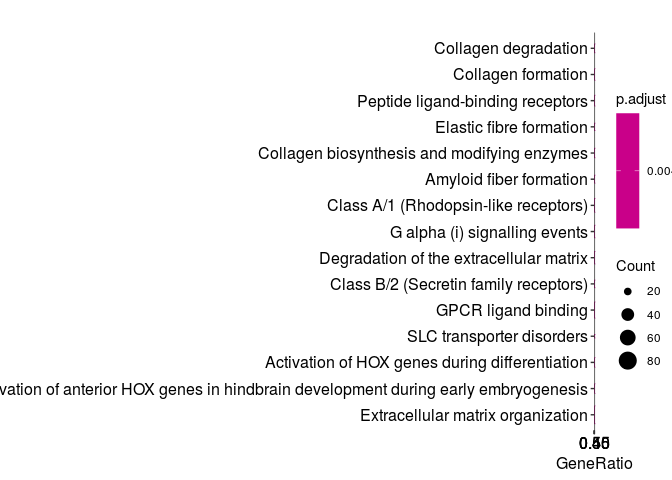 Collagen degradation
Collagen formation
Peptide ligand-binding receptors
Elastic fibre formation
Collagen biosynthesis and modifying enzymes
Amyloid fiber formation
Class A/1 (Rhodopsin-like receptors)
G alpha (i) signalling events
Degradation of the extracellular matrix
Class B/2 (Secretin family receptors)
GPCR ligand binding
SLC transporter disorders
Activation of HOX genes during differentiation
vation of anterior HOX genes in hindbrain development during early embryogenesis
Extracellular matrix organization
GeneRatio
p.adjust
0.00
Count
20
40
60
80